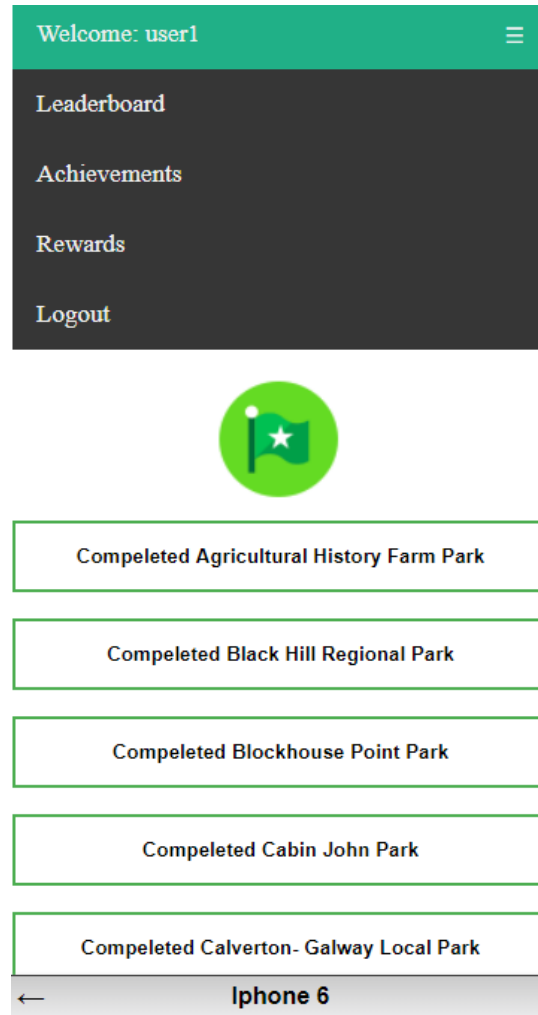 Welcome: user1 ☰
Leaderboard
Achievements
Rewards
Logout
Compeleted Agricultural History Farm Park
Compeleted Black Hill Regional Park
Compeleted Blockhouse Point Park
Compeleted Cabin John Park
Compeleted Calverton- Galway Local Park
← Iphone 6